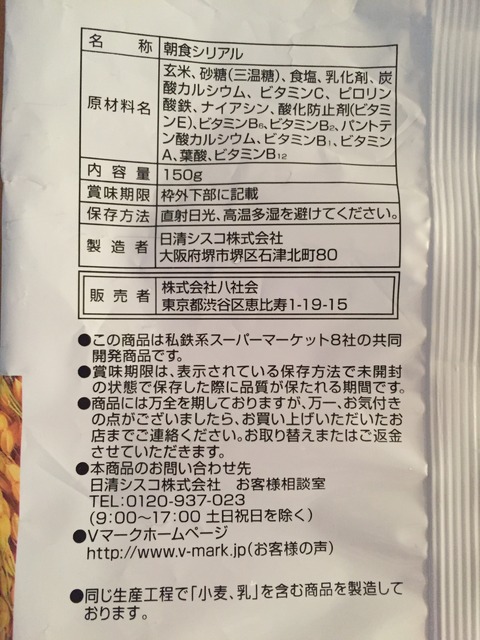 名称 朝食シリアル
原材料名 玄米、砂糖(三温糖)、食塩、乳化剤、炭
酸カルシウム、ビタミンC、ピロリン
酸鉄、ナイアシン、酸化防止剤(ビタミ
ンE)、ビタミンB₆、ビタミンB₂、パントテ
ン酸カルシウム、ビタミンB₁、ビタミン
A、葉酸、ビタミンB₁₂
内容量 150g
賞味期限 枠外下部に記載
保存方法 直射日光、高温多湿を避けてください。
製造者 日清シスコ株式会社
大阪府堺市堺区石津北町80
販売者 株式会社八社会
東京都渋谷区恵比寿1-19-15
●この商品は私鉄系スーパーマーケット8社の共同
開発商品です。
●賞味期限は、表示されている保存方法で未開封
の状態で保存した際に品質が保たれる期間です。
●商品には万全を期しておりますが、万一、お気付き
の点がございましたら、お買い上げいただいたお
店までご連絡ください。お取り替えまたはご返金
させていただきます。
●本商品のお問い合わせ先
日清シスコ株式会社 お客様相談室
TEL:0120-937-023
(9:00〜17:00 土日祝日を除く)
●Vマークホームページ
http://www.v-mark.jp(お客様の声)
●同じ生産工程で「小麦、乳」を含む商品を製造して
おります。